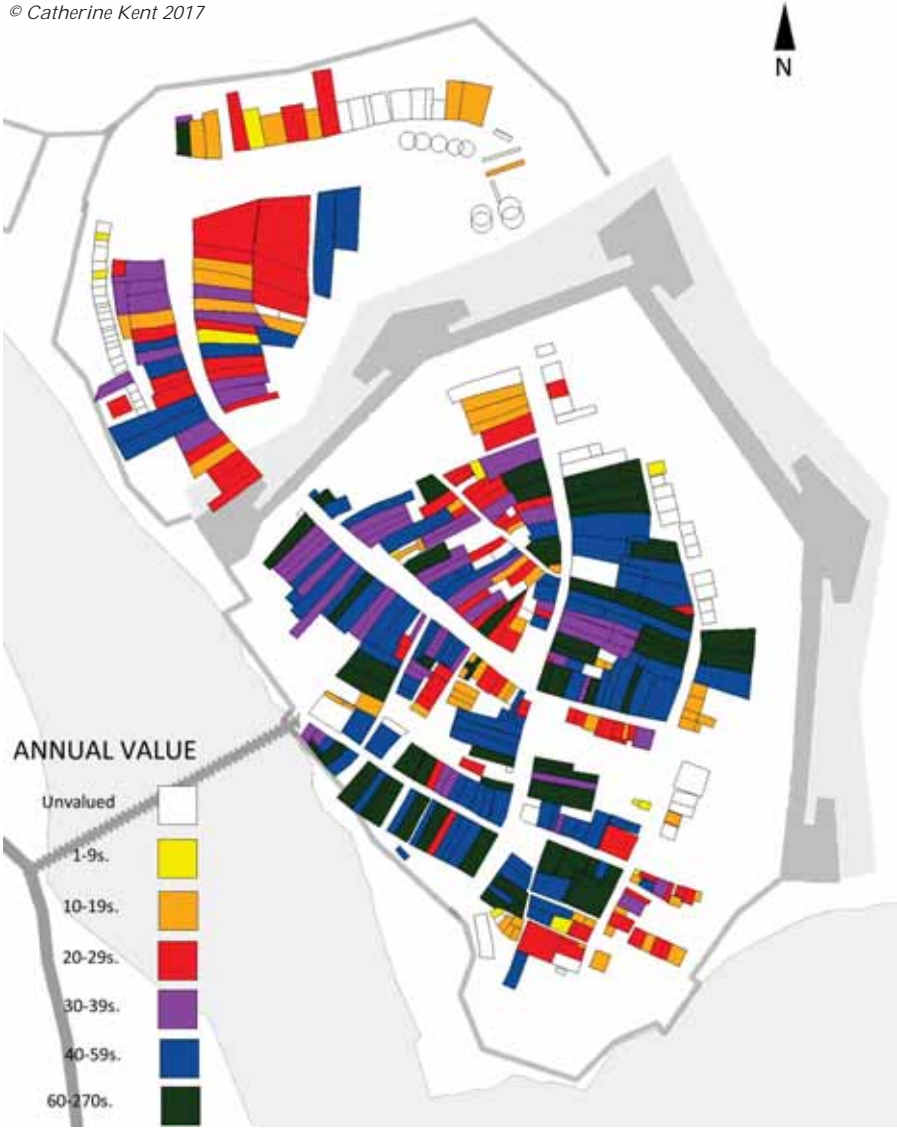 © Catherine Kent 2017
N
ANNUAL VALUE
Unvalued
1-9s.
10-19s.
20-29s.
30-39s.
40-59s.
60-270s.